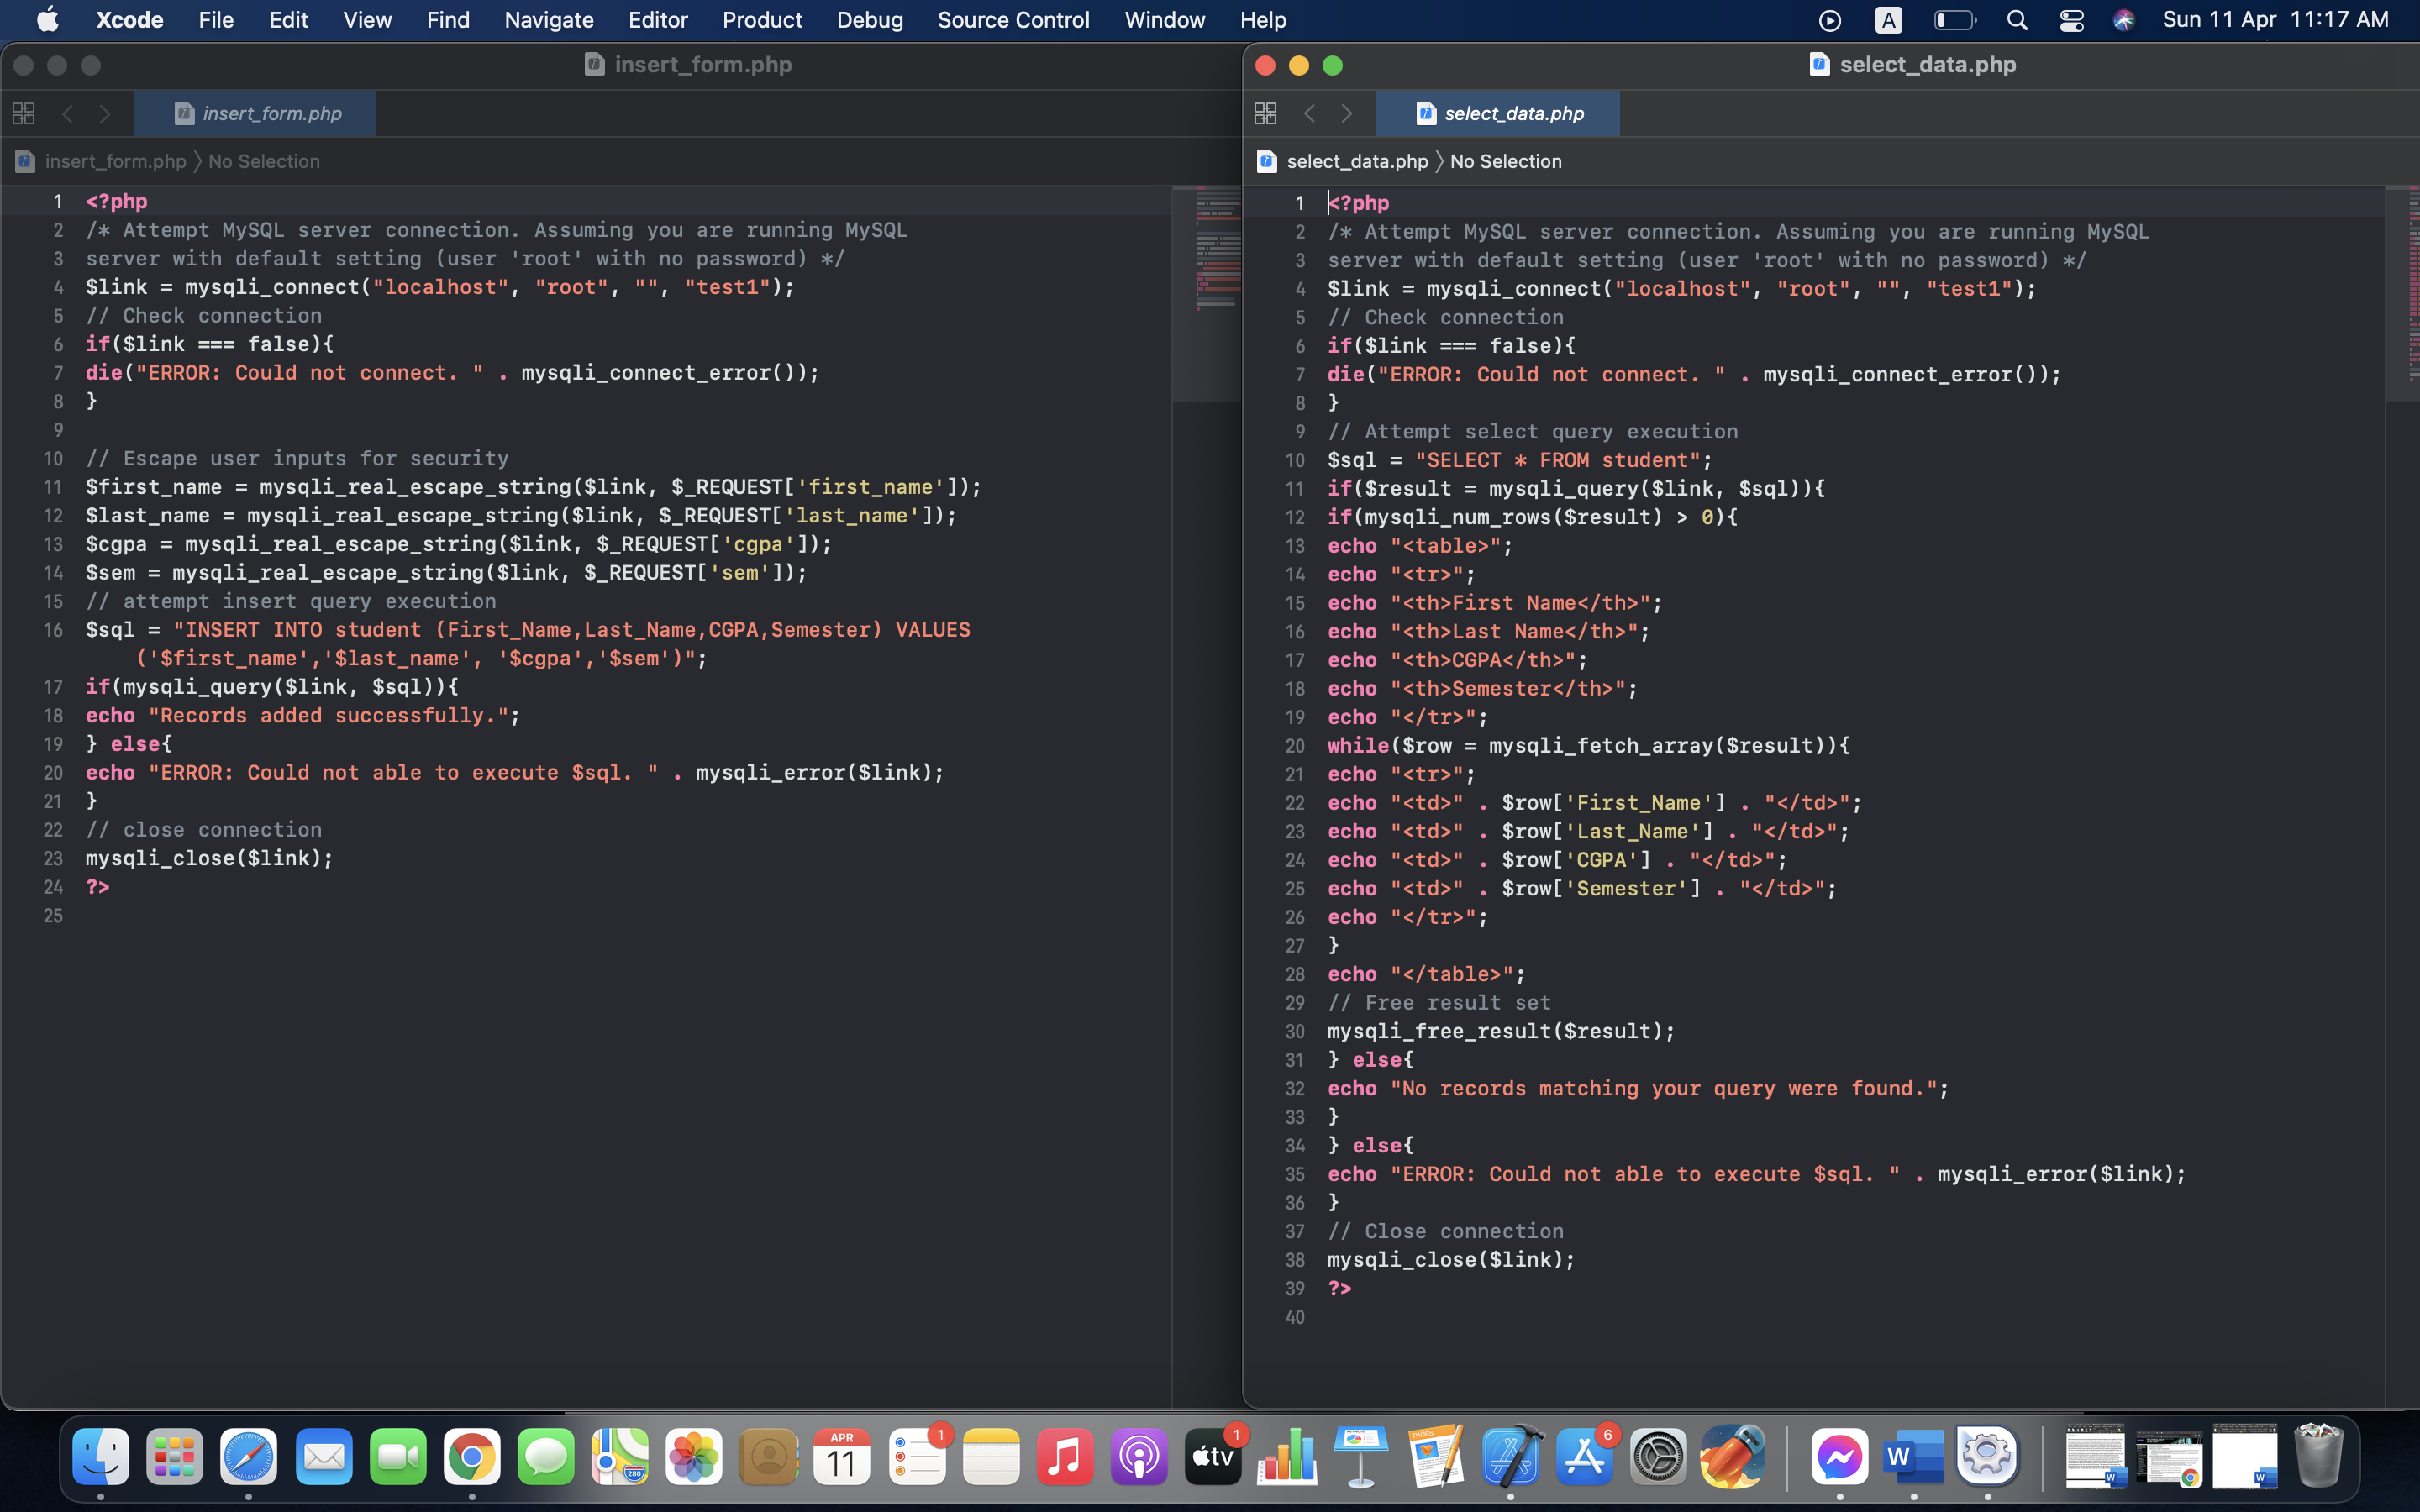 Xcode File Edit View Find Navigate Editor Product Debug Source Control Window Help A Sun 11 Apr 11:17 AM
insert_form.php
insert_form.php
insert_form.php No Selection
1 <?php
2 /* Attempt MySQL server connection. Assuming you are running MySQL
3 server with default setting (user 'root' with no password) */
4 $link = mysqli_connect("localhost", "root", "", "test1");
5 // Check connection
6 if($link === false){
7 die("ERROR: Could not connect. " . mysqli_connect_error());
8 }
9
10 // Escape user inputs for security
11 $first_name = mysqli_real_escape_string($link, $_REQUEST['first_name']);
12 $last_name = mysqli_real_escape_string($link, $_REQUEST['last_name']);
13 $cgpa = mysqli_real_escape_string($link, $_REQUEST['cgpa']);
14 $sem = mysqli_real_escape_string($link, $_REQUEST['sem']);
15 // attempt insert query execution
16 $sql = "INSERT INTO student (First_Name,Last_Name,CGPA,Semester) VALUES
('$first_name','$last_name', '$cgpa','$sem')";
17 if(mysqli_query($link, $sql)){
18 echo "Records added successfully.";
19 } else{
20 echo "ERROR: Could not able to execute $sql. " . mysqli_error($link);
21 }
22 // close connection
23 mysqli_close($link);
24 ?>
25
select_data.php
select_data.php
select_data.php No Selection
1 <?php
2 /* Attempt MySQL server connection. Assuming you are running MySQL
3 server with default setting (user 'root' with no password) */
4 $link = mysqli_connect("localhost", "root", "", "test1");
5 // Check connection
6 if($link === false){
7 die("ERROR: Could not connect. " . mysqli_connect_error());
8 }
9 // Attempt select query execution
10 $sql = "SELECT * FROM student";
11 if($result = mysqli_query($link, $sql)){
12 if(mysqli_num_rows($result) > 0){
13 echo "<table>";
14 echo "<tr>";
15 echo "<th>First Name</th>";
16 echo "<th>Last Name</th>";
17 echo "<th>CGPA</th>";
18 echo "<th>Semester</th>";
19 echo "</tr>";
20 while($row = mysqli_fetch_array($result)){
21 echo "<tr>";
22 echo "<td>" . $row['First_Name'] . "</td>";
23 echo "<td>" . $row['Last_Name'] . "</td>";
24 echo "<td>" . $row['CGPA'] . "</td>";
25 echo "<td>" . $row['Semester'] . "</td>";
26 echo "</tr>";
27 }
28 echo "</table>";
29 // Free result set
30 mysqli_free_result($result);
31 } else{
32 echo "No records matching your query were found.";
33 }
34 } else{
35 echo "ERROR: Could not able to execute $sql. " . mysqli_error($link);
36 }
37 // Close connection
38 mysqli_close($link);
39 ?>
40
280 APR 11 1 tv 1 PAGES 6 W W W